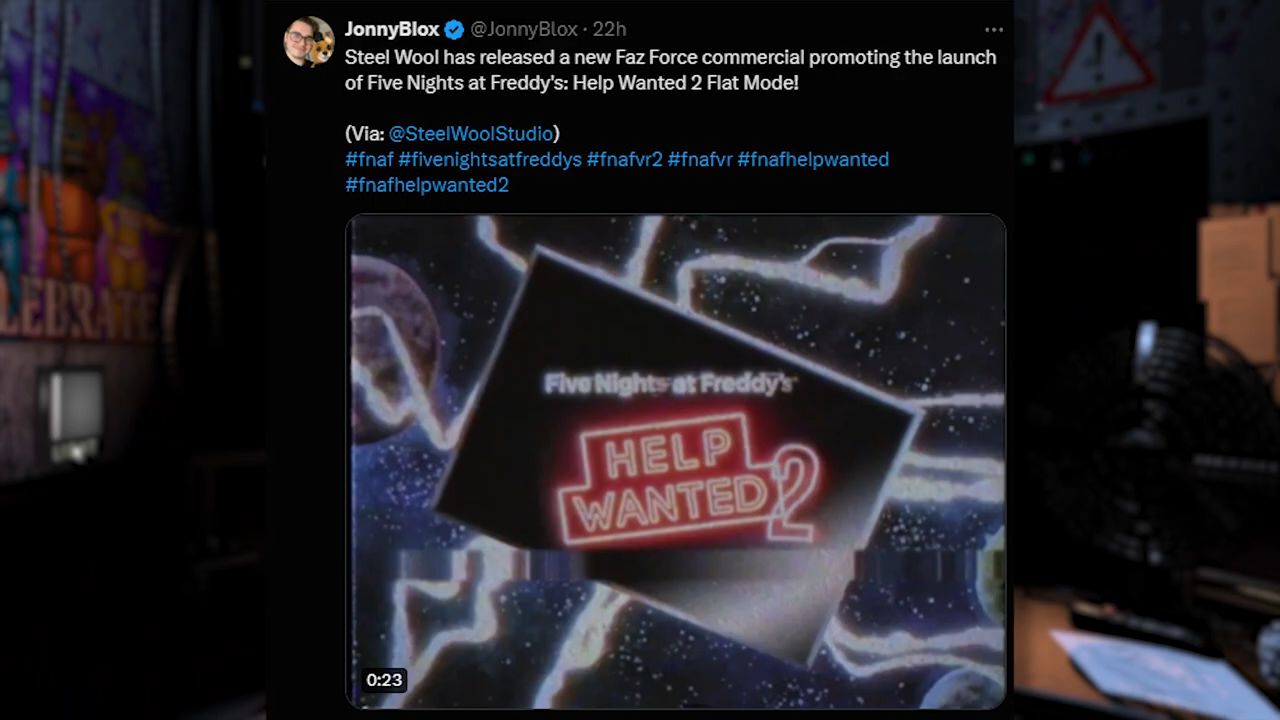 JonnyBlox @JonnyBlox · 22h
Steel Wool has released a new Faz Force commercial promoting the launch
of Five Nights at Freddy's: Help Wanted 2 Flat Mode!
(Via: @SteelWoolStudio)
#fnaf #fivenightsatfreddys #fnafvr2 #fnafvr #fnafhelpwanted
#fnafhelpwanted2
LEBRATE
Five Nights at Freddy's
HELP
WANTED 2
0:23